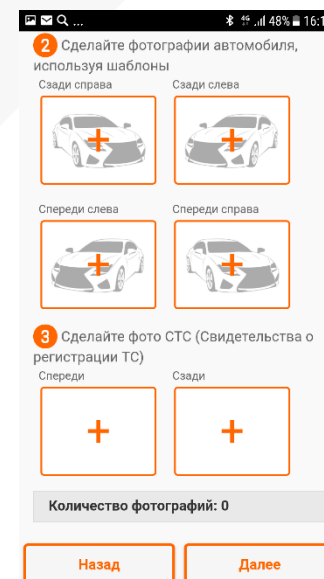 ... 4G 48% 16:1
2 Сделайте фотографии автомобиля,
используя шаблоны
Сзади справа Сзади слева
Спереди слева Спереди справа
3 Сделайте фото СТС (Свидетельства о
регистрации ТС)
Спереди Сзади
Количество фотографий: 0
Назад Далее